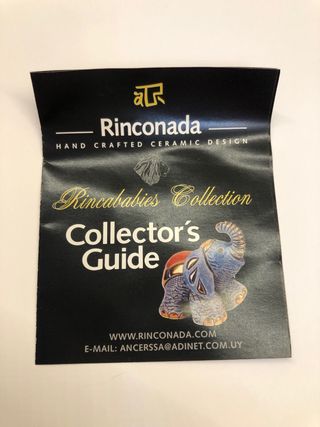 Rinconada
HAND CRAFTED CERAMIC DESIGN
Rincababies Collection
Collector's
Guide
WWW.RINCONADA.COM
E-MAIL: ANCERSSA@ADINET.COM.UY